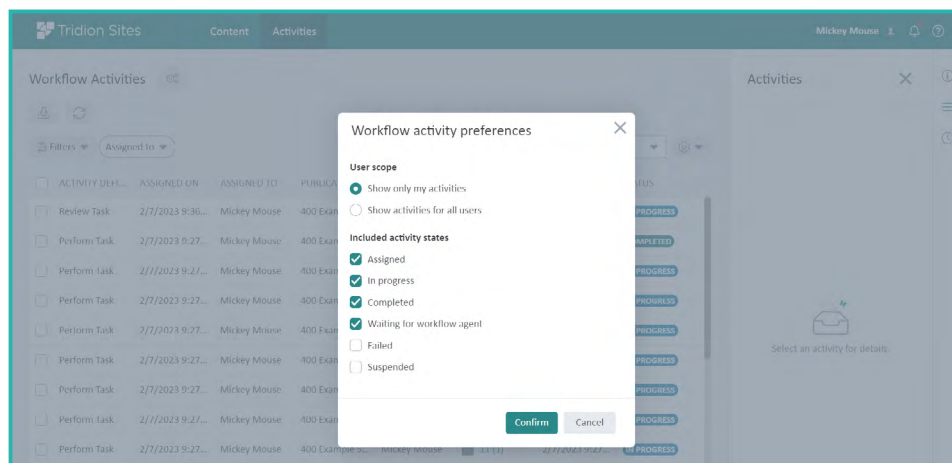 Tridion Sites
Content
Activities
Mickey Mouse
Workflow Activities
Activities
Filters
Assigned to
Workflow activity preferences
User scope
Show only my activities
Show activities for all users
Included activity states
Assigned
In progress
Completed
Waiting for workflow agent
Failed
Suspended
Confirm
Cancel
ACTIVITY DEFI... ASSIGNED ON ASSIGNED TO PUBLICA
Review Task 2/7/2023 9:36... Mickey Mouse 400 Exam PROGRESS
Perform Task 2/7/2023 9:27... Mickey Mouse 400 Exam
Perform Task 2/7/2023 9:27... Mickey Mouse 400 Exam PROGRESS
Perform Task 2/7/2023 9:27... Mickey Mouse 400 Exam PROGRESS
Perform Task 2/7/2023 9:27... Mickey Mouse 400 Exam PROGRESS
Perform Task 2/7/2023 9:27... Mickey Mouse 400 Exam PROGRESS
Perform Task 2/7/2023 9:27... Mickey Mouse 400 Exam PROGRESS
Perform Task 2/7/2023 9:27... Mickey Mouse 400 Example S... Mickey Mouse 11 (1) 2/7/2023 9:27... IN PROGRESS
Select an activity for details